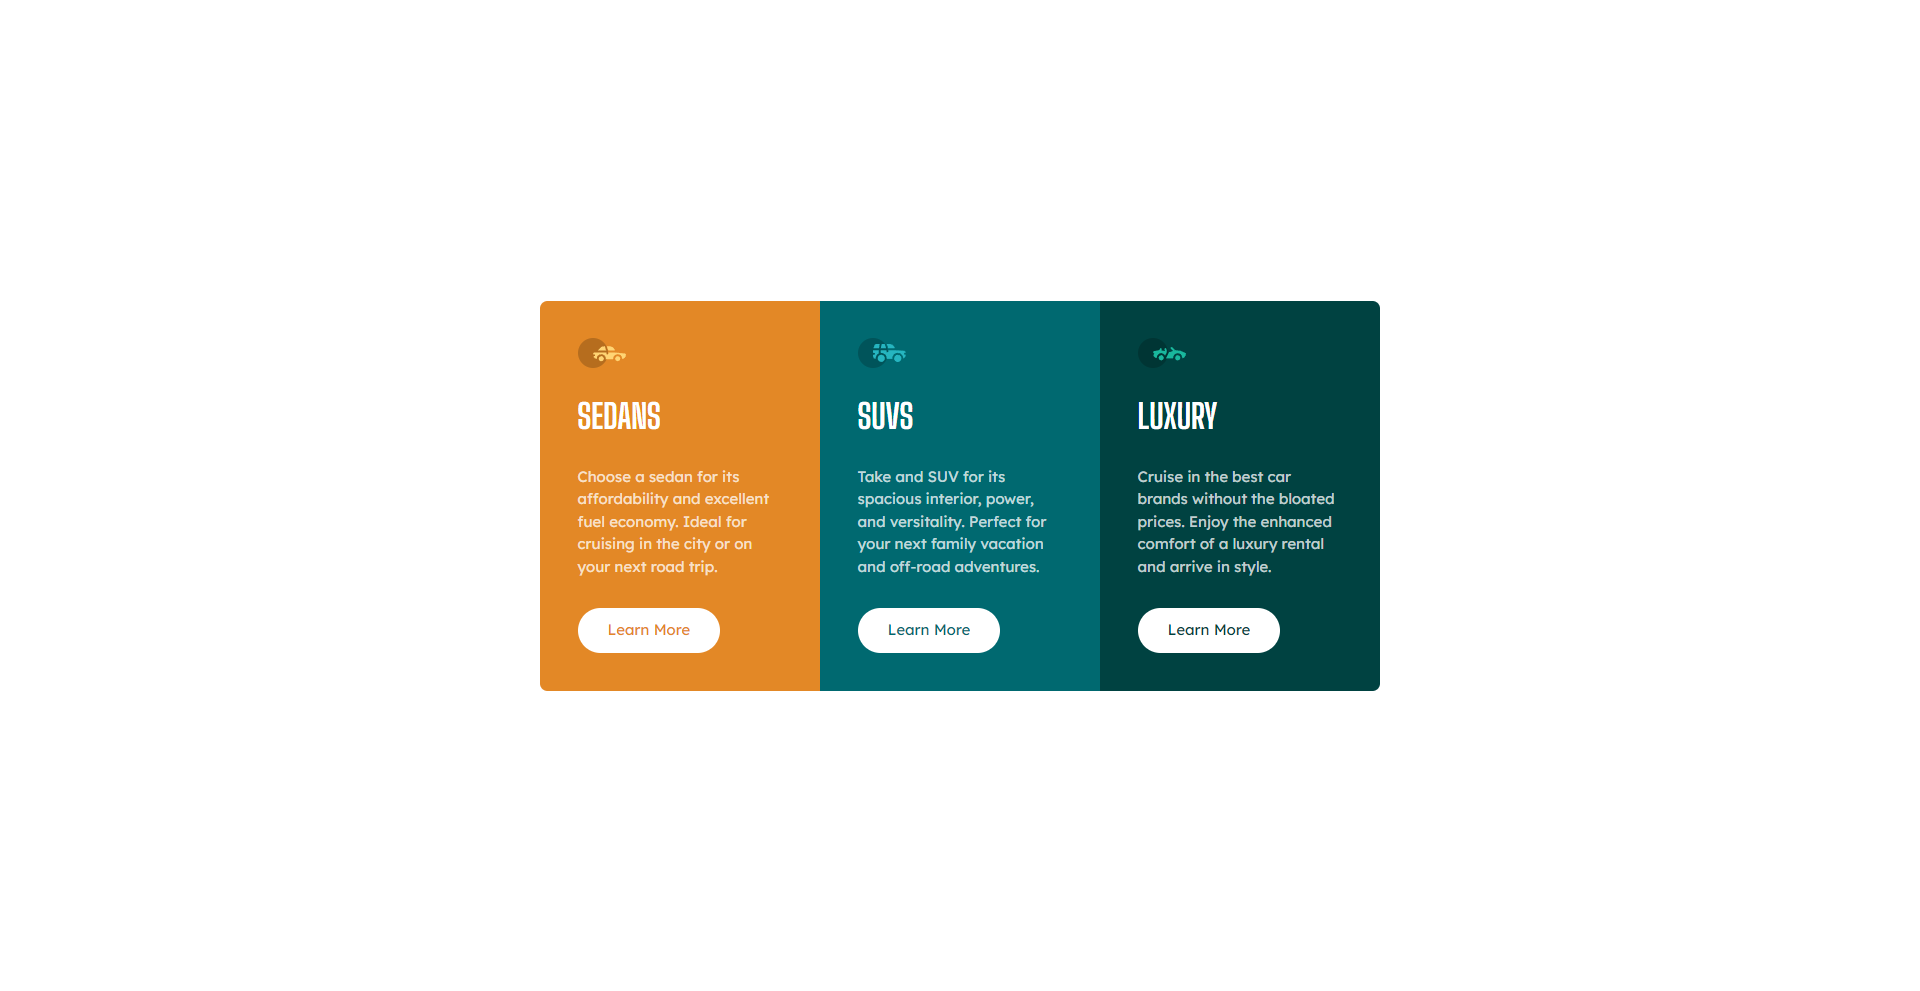 SEDANS
Choose a sedan for its
affordability and excellent
fuel economy. Ideal for
cruising in the city or on
your next road trip.
Learn More
SUVS
Take and SUV for its
spacious interior, power,
and versitality. Perfect for
your next family vacation
and off-road adventures.
Learn More
LUXURY
Cruise in the best car
brands without the bloated
prices. Enjoy the enhanced
comfort of a luxury rental
and arrive in style.
Learn More